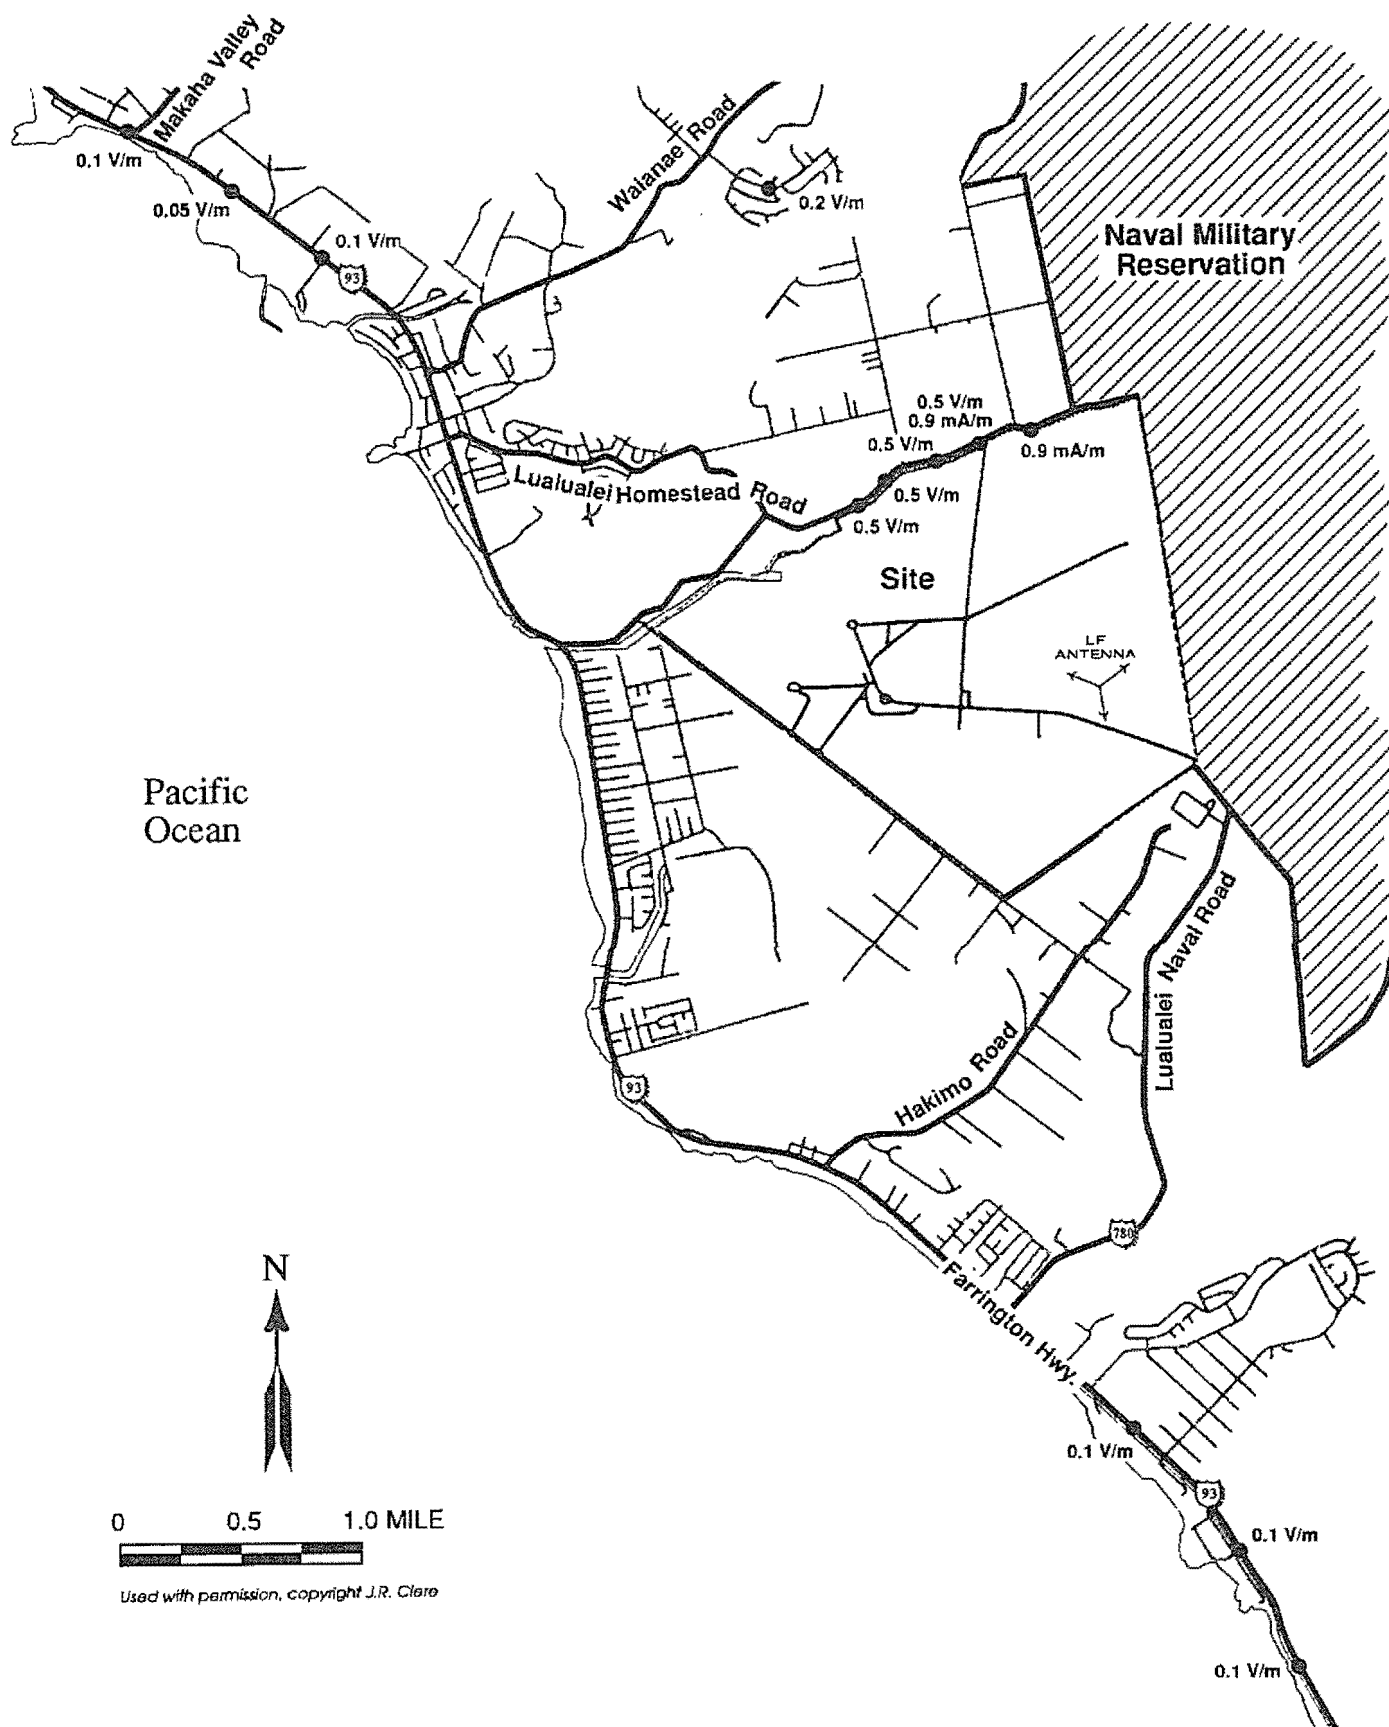 Makaha Valley
Road
0.1 V/m
0.05 V/m
0.1 V/m
93
Waianae Road
0.2 V/m
Naval Military
Reservation
0.5 V/m
0.9 mA/m
0.5 V/m
0.9 mA/m
0.5 V/m
0.5 V/m
Lualualei Homestead Road
Site
LF
ANTENNA
Pacific
Ocean
Lualualei Naval Road
Hakimo Road
93
780
Farrington Hwy.
0.1 V/m
93
0.1 V/m
0.1 V/m
N
0 0.5 1.0 MILE
Used with permission, copyright J.R. Clere